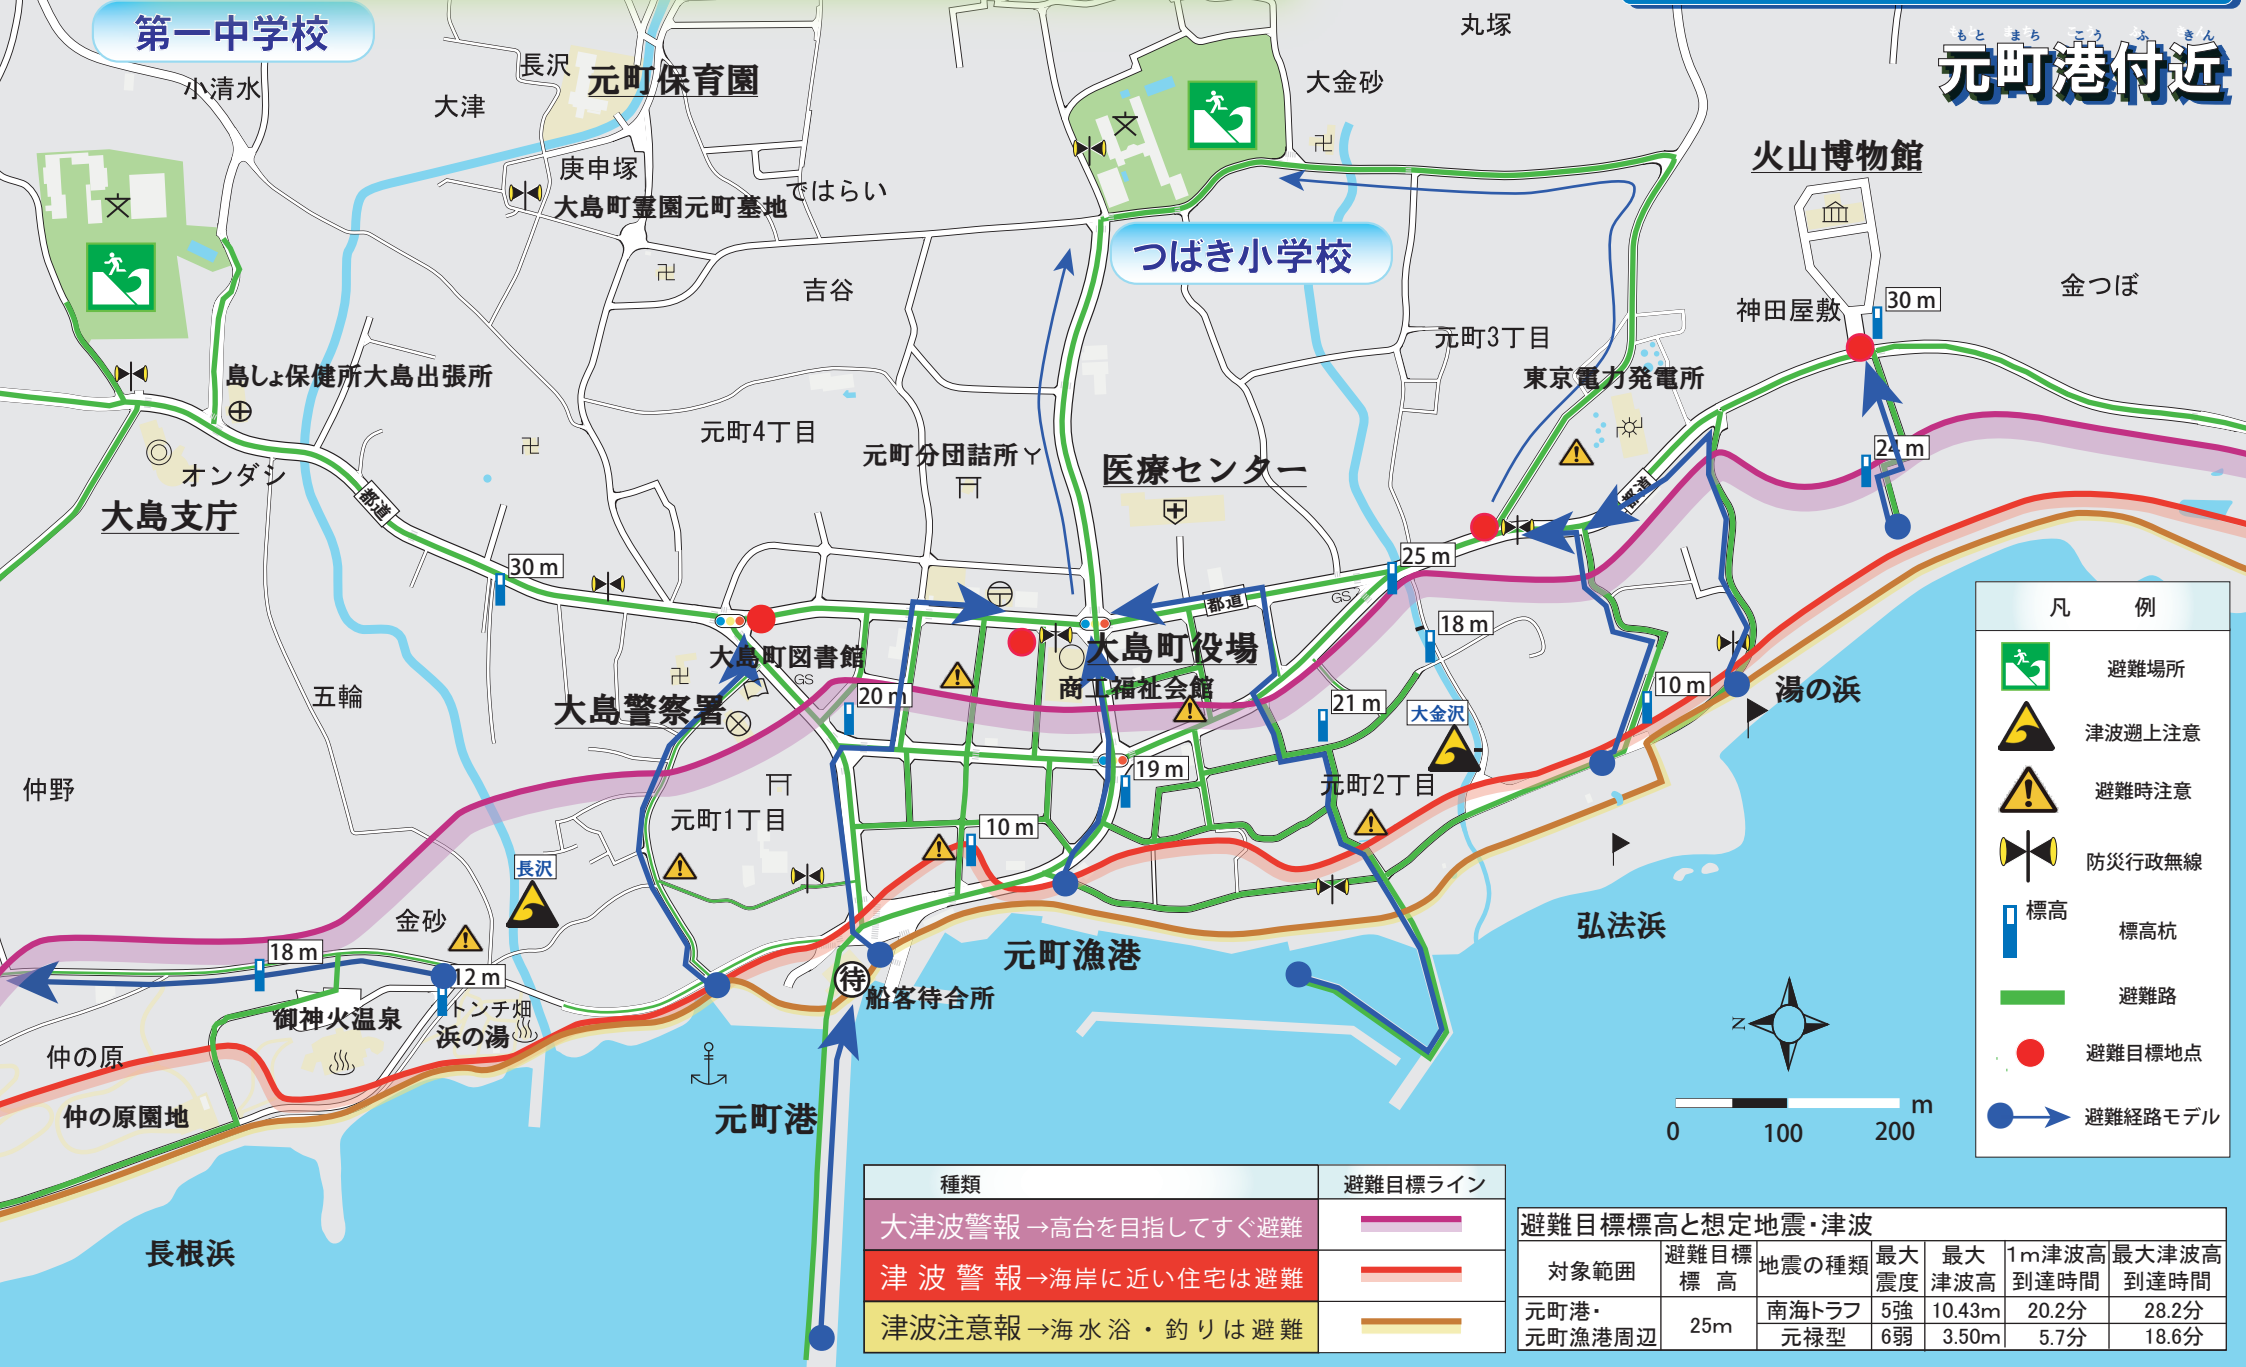 第一中学校
もと まち こう ふ きん
元町港付近
丸塚
小清水
長沢
元町保育園
大津
大金砂
庚申塚
ではらい
大島町霊園元町墓地
火山博物館
つばき小学校
吉谷
神田屋敷
30 m
金つぼ
元町3丁目
島しょ保健所大島出張所
東京電力発電所
元町4丁目
元町分団詰所
医療センター
24 m
オンダシ
大島支庁
都道
都道
30 m
25 m
都道
GS
18 m
大島町役場
大島町図書館
GS
商工福祉会館
20 m
21 m
10 m
湯の浜
大島警察署
五輪
大金沢
19 m
元町2丁目
仲野
元町1丁目
10 m
長沢
金砂
18 m
12 m
トンチ畑
御神火温泉
浜の湯
仲の原
仲の原園地
待
船客待合所
元町漁港
弘法浜
元町港
長根浜
N
m
0 100 200
凡 例
避難場所
津波遡上注意
避難時注意
防災行政無線
標高
標高杭
避難路
避難目標地点
避難経路モデル
種類 避難目標ライン
大津波警報→高台を目指してすぐ避難
津波警報→海岸に近い住宅は避難
津波注意報→海水浴・釣りは避難
避難目標標高と想定地震・津波
対象範囲 避難目標標高 地震の種類 最大震度 最大津波高 1m津波高到達時間 最大津波高到達時間
元町港・元町漁港周辺 25m 南海トラフ 5強 10.43m 20.2分 28.2分
元禄型 6弱 3.50m 5.7分 18.6分